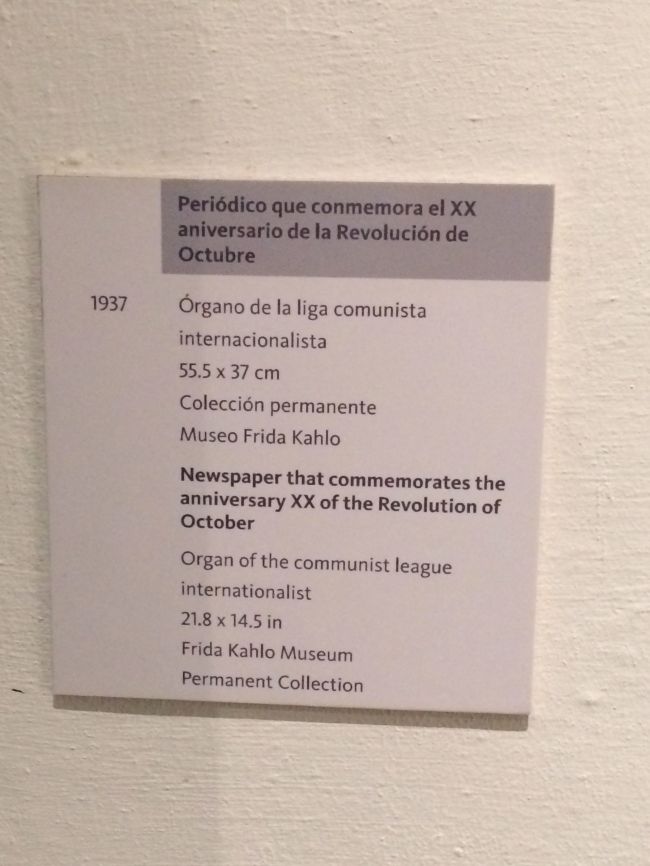 Periódico que conmemora el XX
aniversario de la Revolución de
Octubre
1937
Órgano de la liga comunista
internacionalista
55.5 x 37 cm
Colección permanente
Museo Frida Kahlo
Newspaper that commemorates the
anniversary XX of the Revolution of
October
Organ of the communist league
internationalist
21.8 x 14.5 in
Frida Kahlo Museum
Permanent Collection